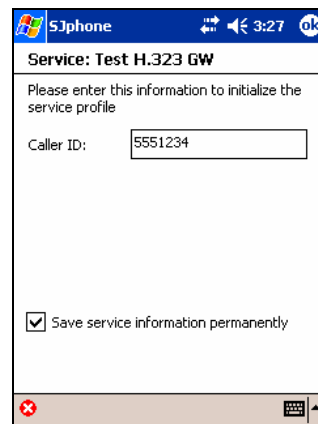 SJphone 3:27 ok
Service: Test H.323 GW
Please enter this information to initialize the
service profile
Caller ID: 5551234
Save service information permanently